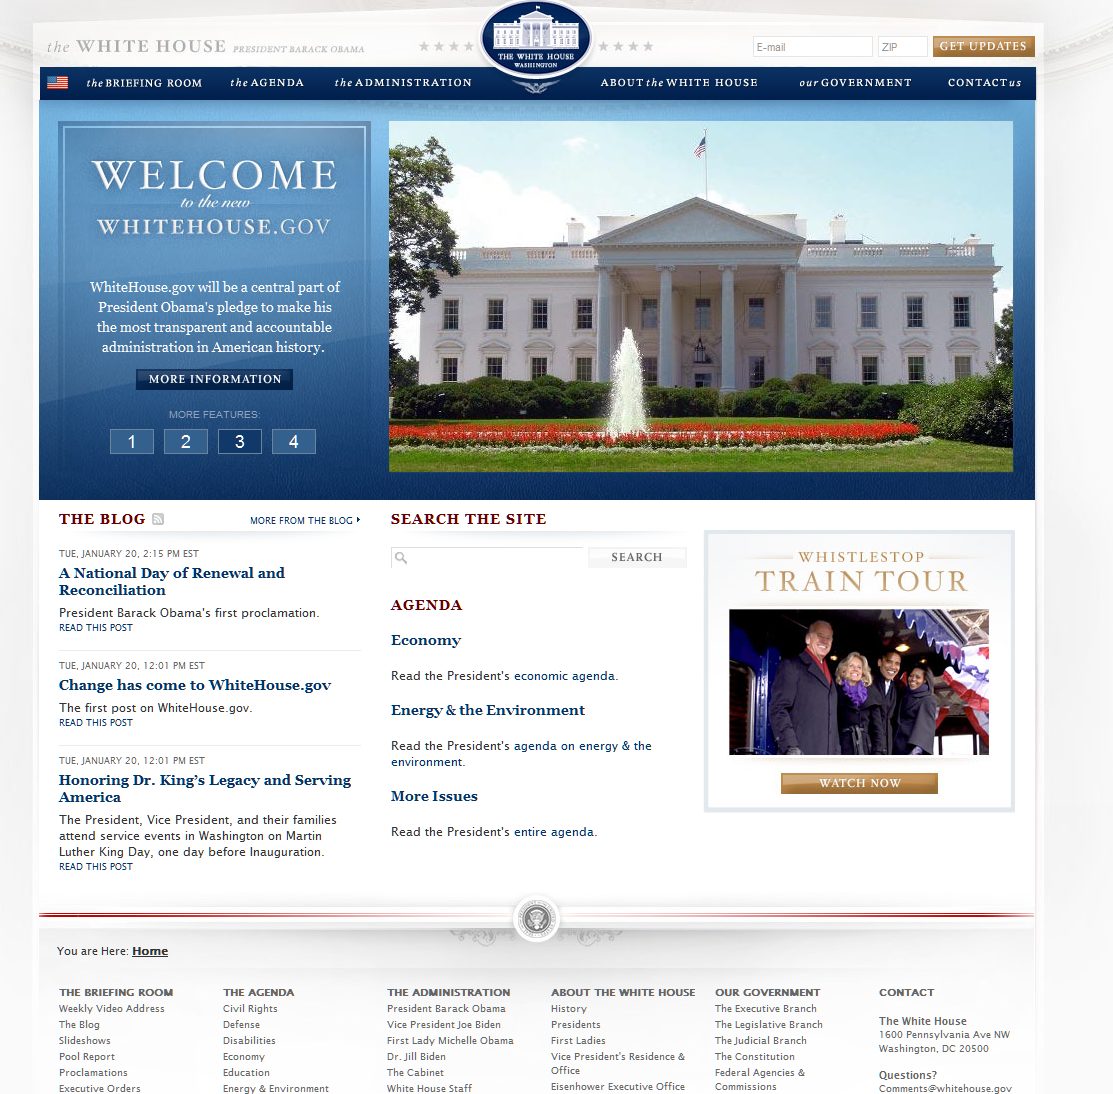 the WHITE HOUSE PRESIDENT BARACK OBAMA
THE WHITE HOUSE
WASHINGTON
E-mail
ZIP
GET UPDATES
the BRIEFING ROOM
the AGENDA
the ADMINISTRATION
ABOUT the WHITE HOUSE
our GOVERNMENT
CONTACT us
WELCOME
to the new
WHITEHOUSE.GOV
WhiteHouse.gov will be a central part of
President Obama's pledge to make his
the most transparent and accountable
administration in American history.
MORE INFORMATION
MORE FEATURES:
1 2 3 4
THE BLOG
MORE FROM THE BLOG
TUE, JANUARY 20, 2:15 PM EST
A National Day of Renewal and
Reconciliation
President Barack Obama's first proclamation.
READ THIS POST
TUE, JANUARY 20, 12:01 PM EST
Change has come to WhiteHouse.gov
The first post on WhiteHouse.gov.
READ THIS POST
TUE, JANUARY 20, 12:01 PM EST
Honoring Dr. King's Legacy and Serving
America
The President, Vice President, and their families
attend service events in Washington on Martin
Luther King Day, one day before Inauguration.
READ THIS POST
SEARCH THE SITE
SEARCH
AGENDA
Economy
Read the President's economic agenda.
Energy & the Environment
Read the President's agenda on energy & the
environment.
More Issues
Read the President's entire agenda.
WHISTLESTOP
TRAIN TOUR
WATCH NOW
You are Here: Home
THE BRIEFING ROOM
Weekly Video Address
The Blog
Slideshows
Pool Report
Proclamations
Executive Orders
THE AGENDA
Civil Rights
Defense
Disabilities
Economy
Education
Energy & Environment
THE ADMINISTRATION
President Barack Obama
Vice President Joe Biden
First Lady Michelle Obama
Dr. Jill Biden
The Cabinet
White House Staff
ABOUT THE WHITE HOUSE
History
Presidents
First Ladies
Vice President's Residence &
Office
Eisenhower Executive Office
OUR GOVERNMENT
The Executive Branch
The Legislative Branch
The Judicial Branch
The Constitution
Federal Agencies &
Commissions
CONTACT
The White House
1600 Pennsylvania Ave NW
Washington, DC 20500
Questions?
Comments@whitehouse.gov